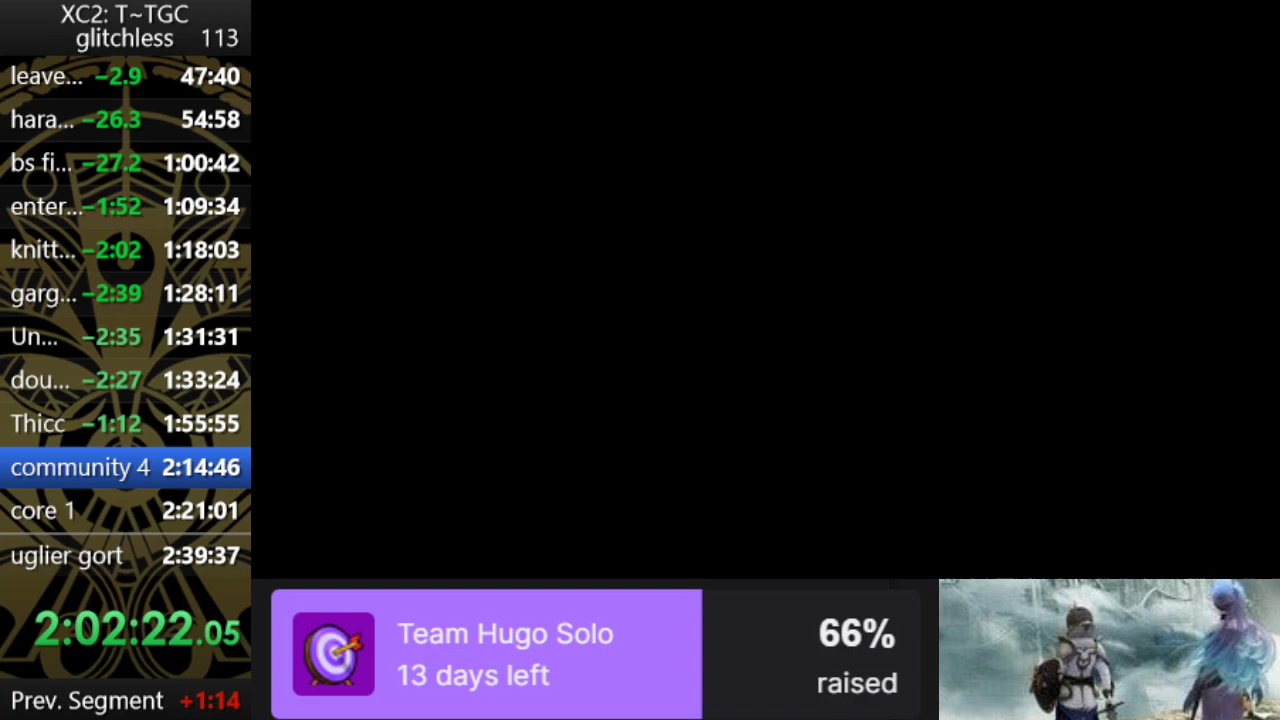 XC2: T~TGC
glitchless 113
leave... −2.9 47:40
hara... −26.3 54:58
bs fi... −27.2 1:00:42
enter... −1:52 1:09:34
knitt... −2:02 1:18:03
garg... −2:39 1:28:11
Un... −2:35 1:31:31
dou... −2:27 1:33:24
Thicc −1:12 1:55:55
community 4 2:14:46
core 1 2:21:01
uglier gort 2:39:37
2:02:22.05
Prev. Segment +1:14
Team Hugo Solo
13 days left
66%
raised